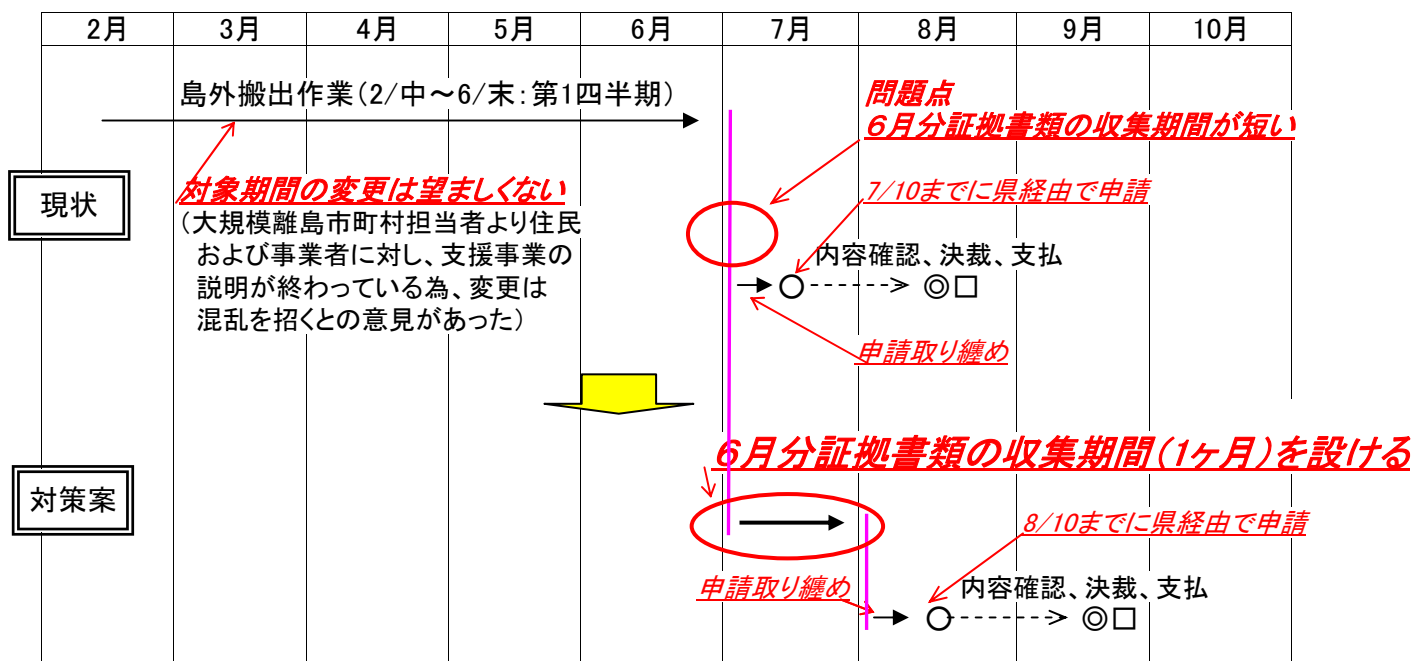 2月 3月 4月 5月 6月 7月 8月 9月 10月
島外搬出作業(2/中~6/末:第1四半期)
問題点
6月分証拠書類の収集期間が短い
現状
対象期間の変更は望ましくない
(大規模離島市町村担当者より住民
および事業者に対し、支援事業の
説明が終わっている為、変更は
混乱を招くとの意見があった)
7/10までに県経由で申請
内容確認、決裁、支払
○ ◎□
申請取り纏め
6月分証拠書類の収集期間(1ヶ月)を設ける
対策案
8/10までに県経由で申請
申請取り纏め
内容確認、決裁、支払
○ ◎□